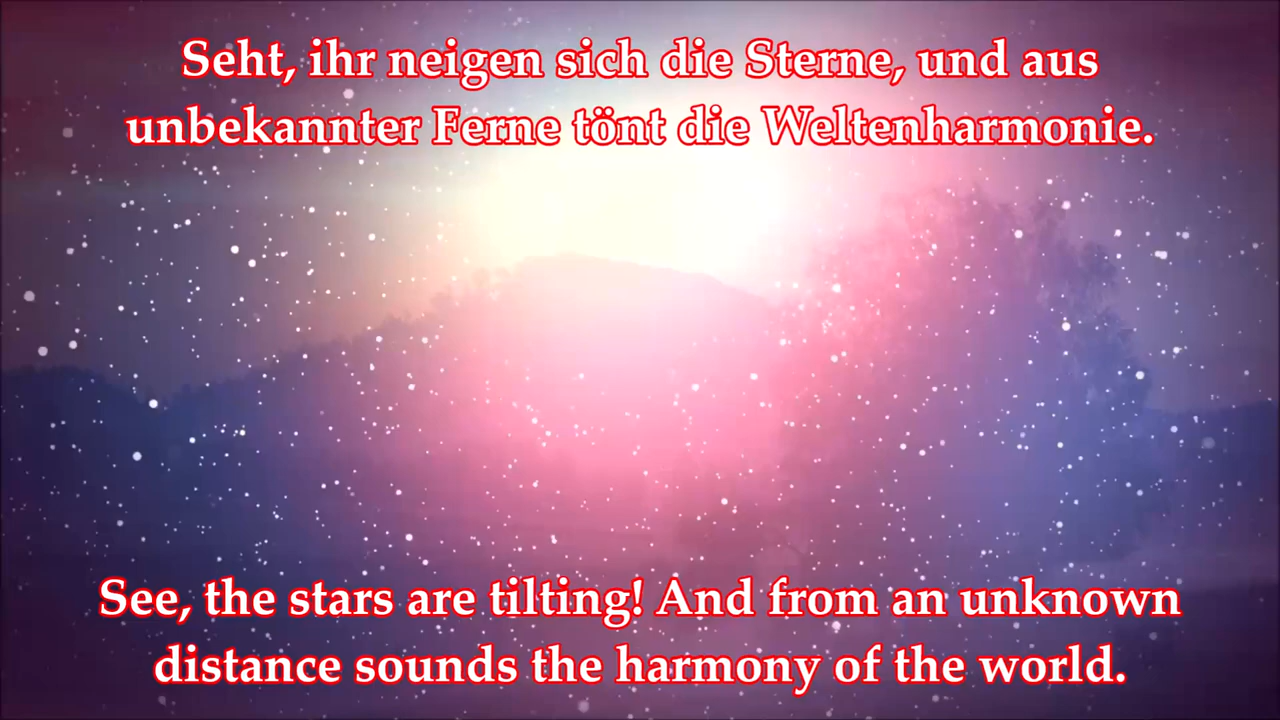 Seht, ihr neigen sich die Sterne, und aus
unbekannter Ferne tönt die Weltenharmonie.
See, the stars are tilting! And from an unknown
distance sounds the harmony of the world.